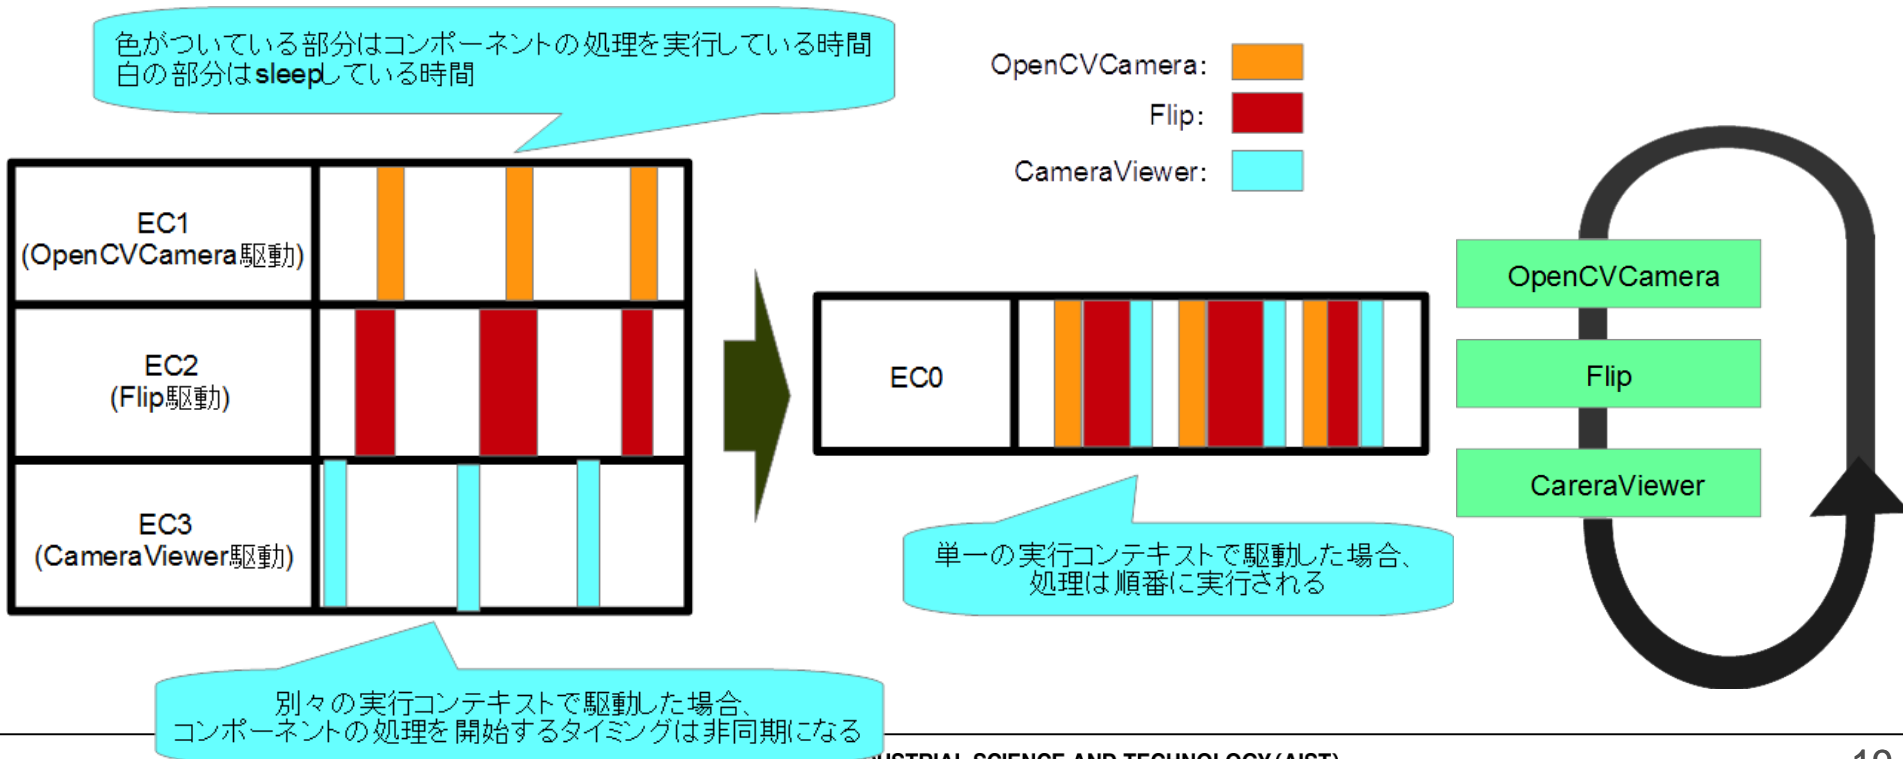 色がついている部分はコンポーネントの処理を実行している時間
白の部分はsleepしている時間
OpenCVCamera:
Flip:
CameraViewer:
EC1
(OpenCVCamera駆動)
EC2
(Flip駆動)
EC3
(CameraViewer駆動)
EC0
OpenCVCamera
Flip
CareraViewer
単一の実行コンテキストで駆動した場合、
処理は順番に実行される
別々の実行コンテキストで駆動した場合、
コンポーネントの処理を開始するタイミングは非同期になる
SCIENCE AND TECHNOLOGY(AIST)